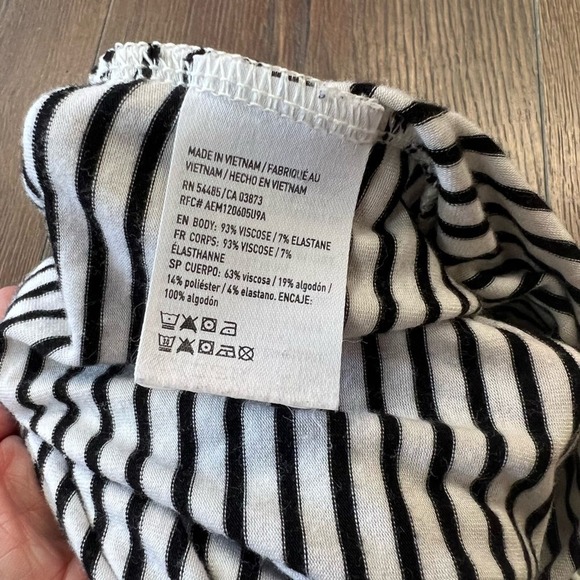 MADE IN VIETNAM / FABRIQUÉ AU
VIETNAM / HECHO EN VIETNAM
RN 54485 / CA 03873
RFC# AEM120605U9A
EN BODY: 93% VISCOSE / 7% ELASTANE
FR CORPS: 93% VISCOSE / 7%
ÉLASTHANNE
SP CUERPO: 63% viscosa / 19% algodón /
14% poliéster / 4% elastano. ENCAJE:
100% algodón